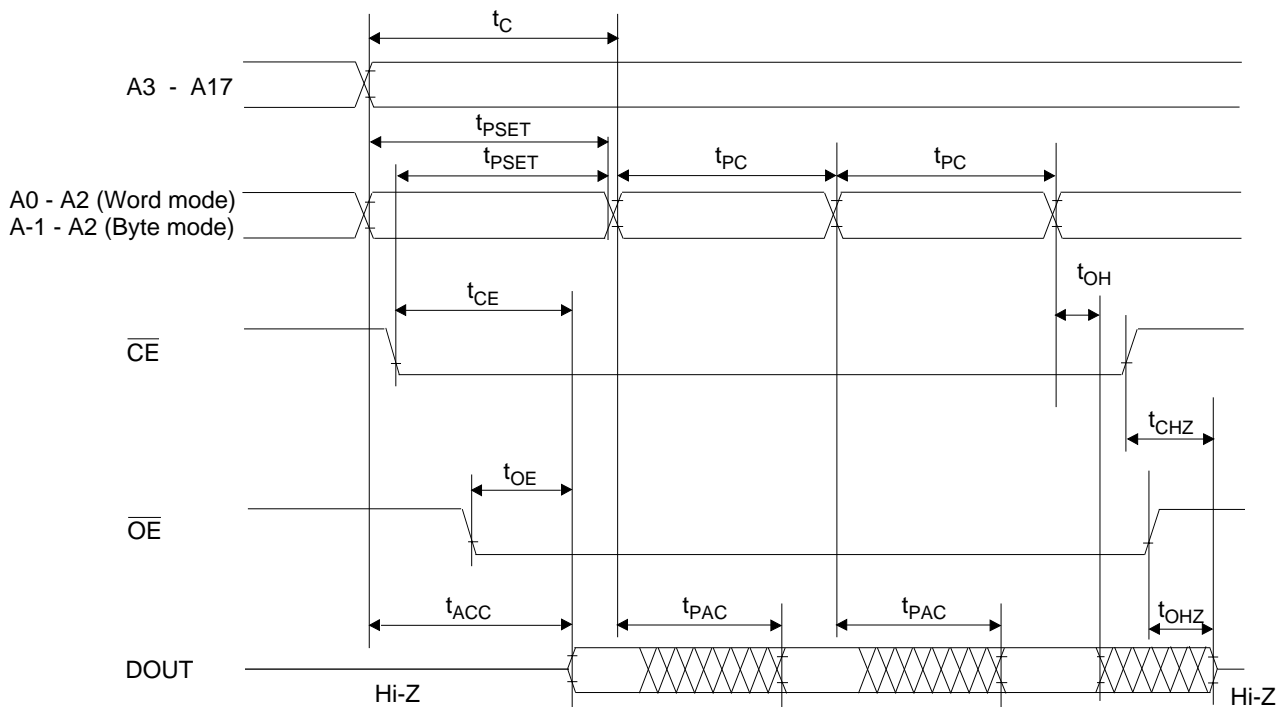 tC
A3 - A17
tPSET
tPSET
tPC
tPC
A0 - A2 (Word mode)
A-1 - A2 (Byte mode)
tOH
tCE
CE
tCHZ
tOE
OE
tACC
tPAC
tPAC
tOHZ
DOUT
Hi-Z
Hi-Z